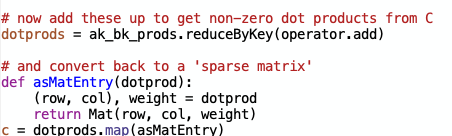 # now add these up to get non-zero dot products from C
dotprods = ak_bk_prods.reduceByKey(operator.add)
# and convert back to a 'sparse matrix'
def asMatEntry(dotprod):
    (row, col), weight = dotprod
    return Mat(row, col, weight)
c = dotprods.map(asMatEntry)